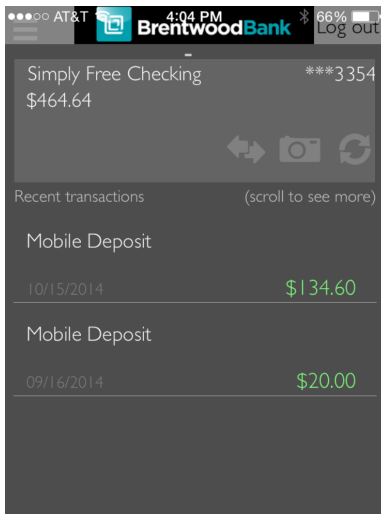 AT&T 4:04 PM 66%
BrentwoodBank Log out
Simply Free Checking ***3354
$464.64
Recent transactions (scroll to see more)
Mobile Deposit
10/15/2014 $134.60
Mobile Deposit
09/16/2014 $20.00